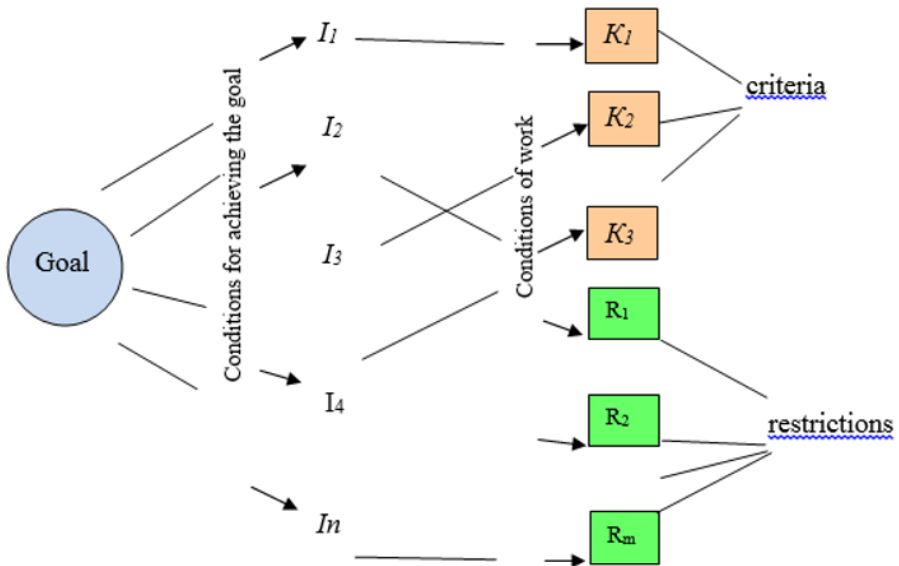 Goal
Conditions for achieving the goal
I1
I2
I3
I4
In
Conditions of work
K1
K2
K3
R1
R2
Rm
criteria
restrictions